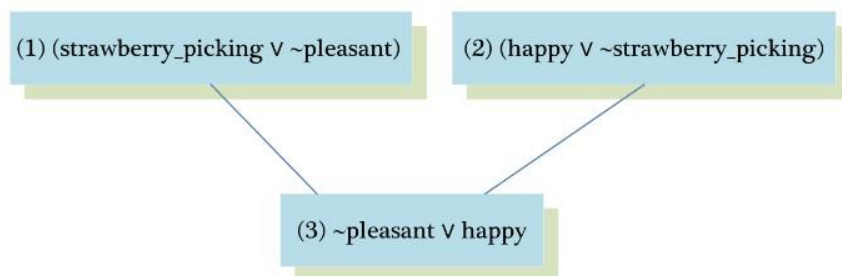 (1) (strawberry_picking ∨ ~pleasant)
(2) (happy ∨ ~strawberry_picking)
(3) ~pleasant ∨ happy